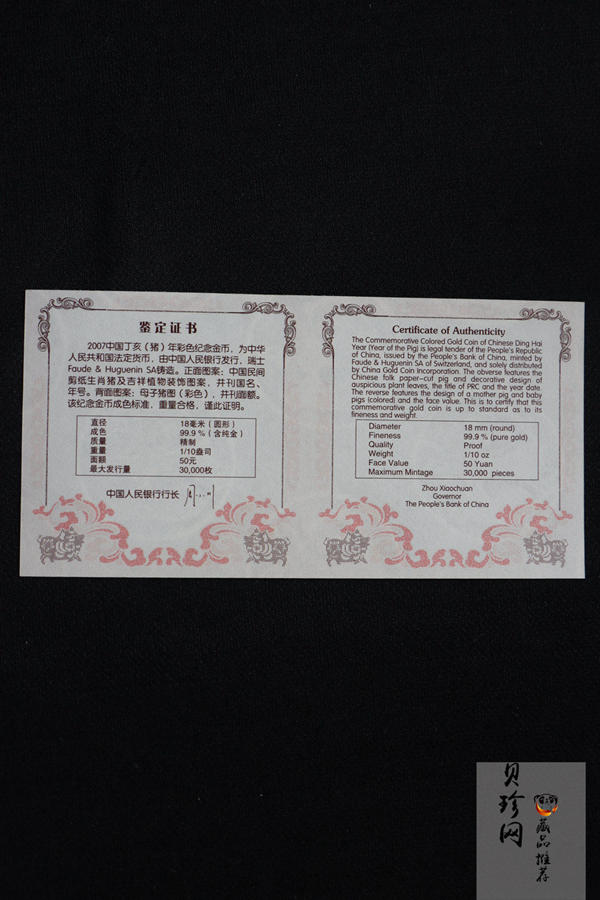 鉴定证书
2007中国丁亥（猪）年彩色纪念金币，为中华
人民共和国法定货币，由中国人民银行发行，瑞士
Faude & Huguenin SA铸造。正面图案：中国民间
剪纸生肖猪及吉祥植物装饰图案，并刊国名、
年号。背面图案：母子猪图（彩色），并刊面额。
该纪念金币成色标准，重量合格，谨此证明。
直径 18毫米（圆形）
成色 99.9 %（含纯金）
质量 精制
重量 1/10盎司
面额 50元
最大发行量 30,000枚
中国人民银行行长
Certificate of Authenticity
The Commemorative Colored Gold Coin of Chinese Ding Hai
Year (Year of the Pig) is legal tender of the People's Republic
of China, issued by the People's Bank of China, minted by
Faude & Huguenin SA of Switzerland, and solely distributed
by China Gold Coin Incorporation. The obverse features the
Chinese folk paper-cut pig and decorative design of
auspicious plant leaves, the title of PRC and the year date.
The reverse features the design of a mother pig and baby
pigs (colored) and the face value. This is to certify that this
commemorative gold coin is up to standard as to its
fineness and weight.
Diameter 18 mm (round)
Fineness 99.9 % (pure gold)
Quality Proof
Weight 1/10 oz
Face Value 50 Yuan
Maximum Mintage 30,000 pieces
Zhou Xiaochuan
Governor
The People's Bank of China
贝珍网
藏品推荐